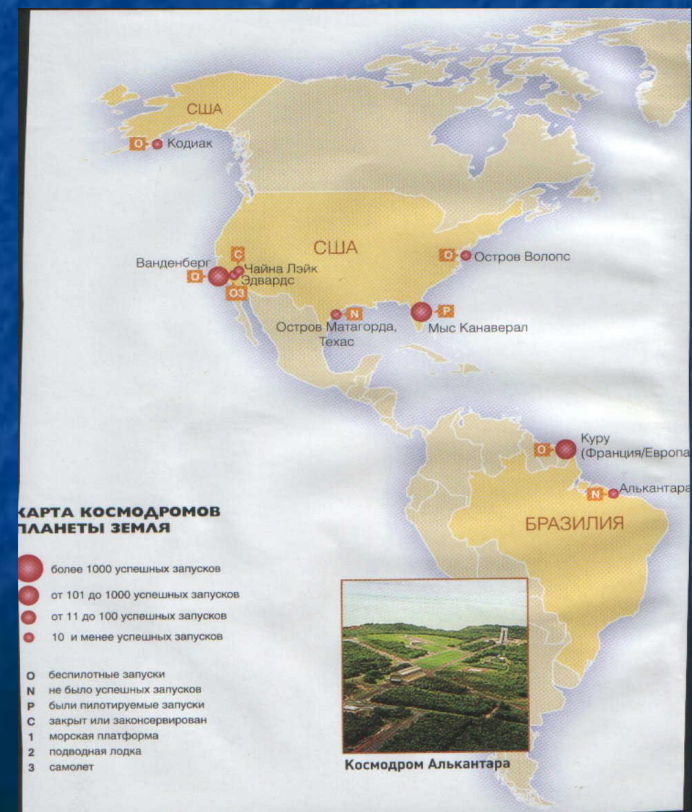 США
О Кодиак
Ванденберг
О
С
Чайна Лэйк
Эдвардс
О3
США
О Остров Волопс
N
Остров Матагорда,
Техас
Р
Мыс Канаверал
О
Куру
(Франция/Европа
N
Алькантара
БРАЗИЛИЯ
КАРТА КОСМОДРОМОВ
ПЛАНЕТЫ ЗЕМЛЯ
более 1000 успешных запусков
от 101 до 1000 успешных запусков
от 11 до 100 успешных запусков
10 и менее успешных запусков
О беспилотные запуски
N не было успешных запусков
Р были пилотируемые запуски
С закрыт или законсервирован
1 морская платформа
2 подводная лодка
3 самолет
Космодром Алькантара